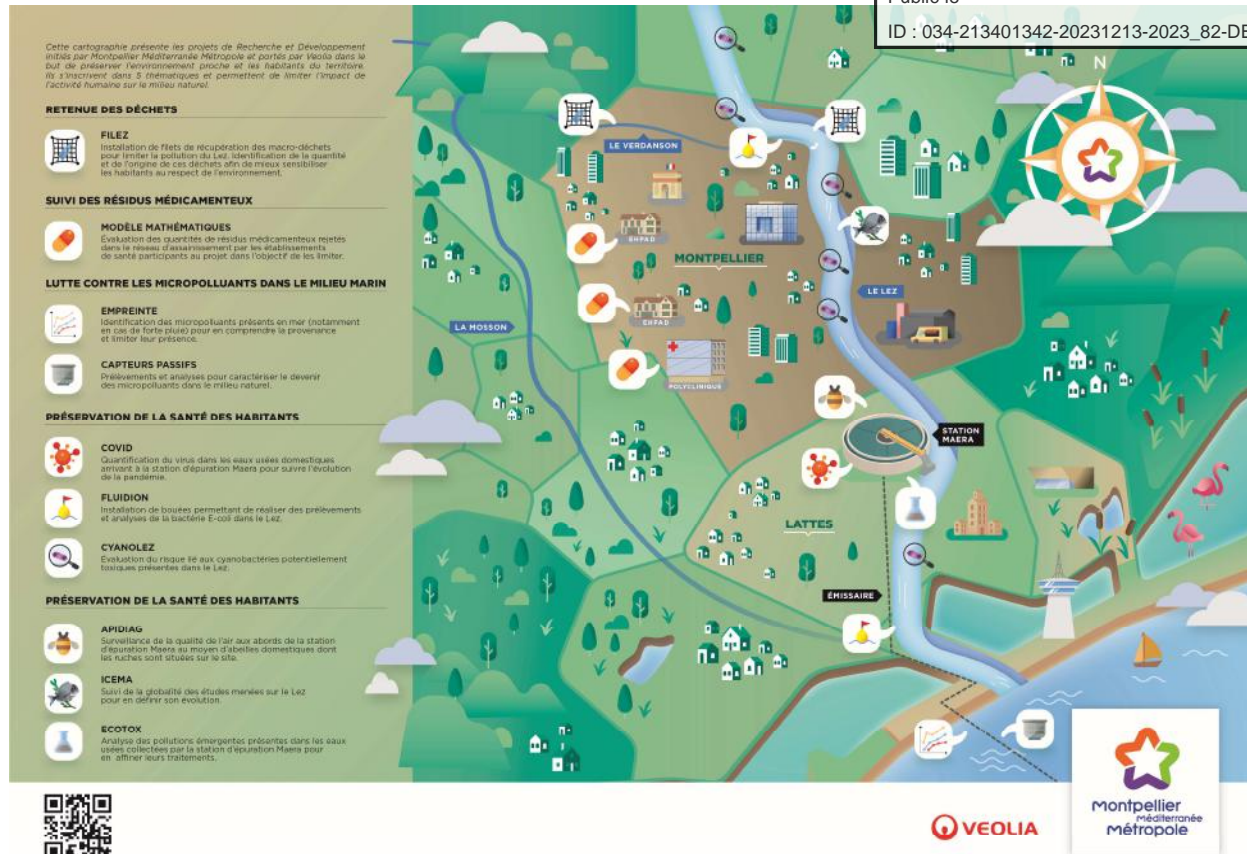 Publié le
ID : 034-213401342-20231213-2023_82-DE
Cette cartographie présente les projets de Recherche et Développement
initiés par Montpellier Méditerranée Métropole et portés par Veolia dans le
but de préserver l'environnement proche et les habitants du territoire.
Ils s'inscrivent dans 5 thématiques et permettent de limiter l'impact de
l'activité humaine sur le milieu naturel.
RETENUE DES DÉCHETS
FILEZ
Installation de filets de récupération des macro-déchets
pour limiter la pollution du Lez. Identification de la quantité
et de l'origine de ces déchets afin de mieux sensibiliser
les habitants au respect de l'environnement.
SUIVI DES RÉSIDUS MÉDICAMENTEUX
MODÈLE MATHÉMATIQUES
Évaluation des quantités de résidus médicamenteux rejetés
dans le réseau d'assainissement par les établissements
de santé participants au projet dans l'objectif de les limiter.
LUTTE CONTRE LES MICROPOLLUANTS DANS LE MILIEU MARIN
EMPREINTE
Identification des micropolluants présents en mer (notamment
en cas de forte pluie) pour en comprendre la provenance
et limiter leur présence.
CAPTEURS PASSIFS
Prélèvements et analyses pour caractériser le devenir
des micropolluants dans le milieu naturel.
PRÉSERVATION DE LA SANTÉ DES HABITANTS
COVID
Quantification du virus dans les eaux usées domestiques
arrivant à la station d'épuration Maera pour suivre l'évolution
de la pandémie.
FLUIDION
Installation de bouées permettant de réaliser des prélèvements
et analyses de la bactérie E-coli dans le Lez.
CYANOLEZ
Évaluation du risque lié aux cyanobactéries potentiellement
toxiques présentes dans le Lez.
PRÉSERVATION DE LA SANTÉ DES HABITANTS
APIDIAG
Surveillance de la qualité de l'air aux abords de la station
d'épuration Maera au moyen d'abeilles domestiques dont
les ruches sont situées sur le site.
ICEMA
Suivi de la globalité des études menées sur le Lez
pour en définir son évolution.
ECOTOX
Analyse des pollutions émergentes présentes dans les eaux
usées collectées par la station d'épuration Maera pour
en affiner leurs traitements.
N
LE VERDANSON
EHPAD
MONTPELLIER
LE LEZ
LA MOSSON
EHPAD
POLYCLINIQUE
STATION
MAERA
LATTES
ÉMISSAIRE
VEOLIA
montpellier
méditerranée
métropole